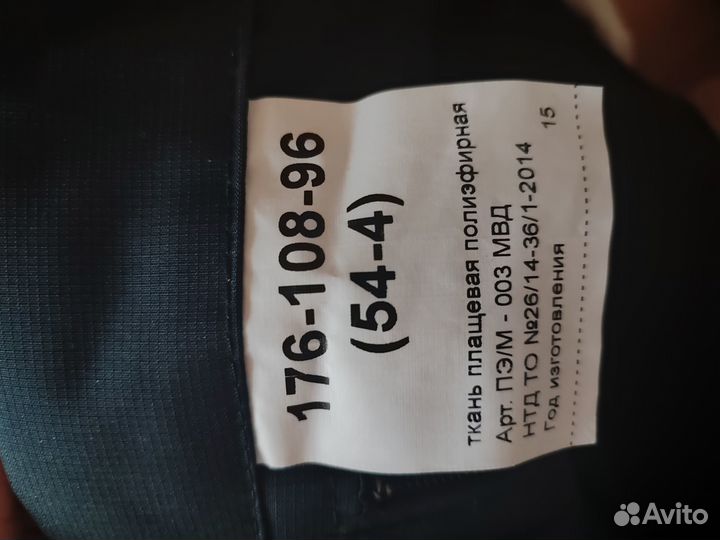 176-108-96
(54-4)
ткань плащевая полиэфирная
Арт. ПЭ/М - 003 МВД
НТД ТО №26/14-36/1-2014
Год изготовления 15
Avito